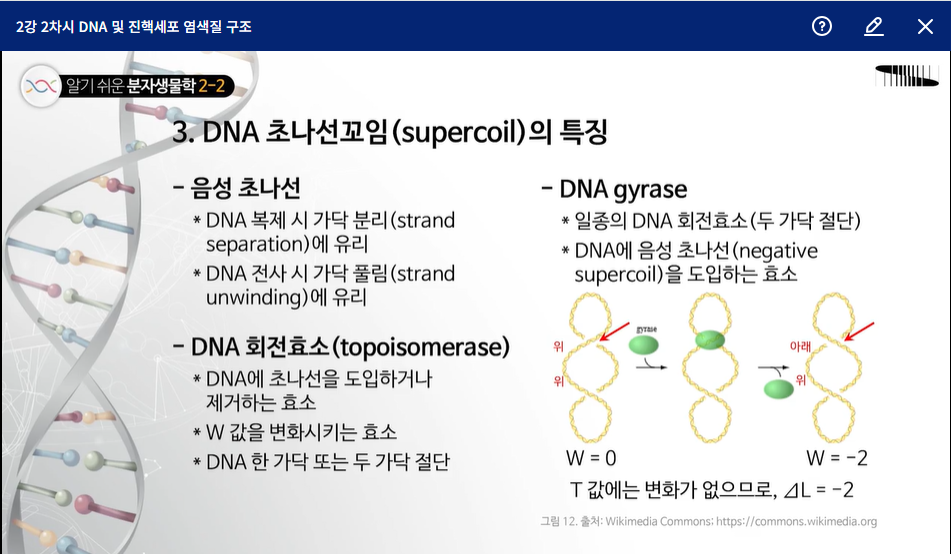 2강 2차시 DNA 및 진핵세포 염색질 구조
알기 쉬운 분자생물학 2-2
3. DNA 초나선꼬임(supercoil)의 특징
- 음성 초나선
* DNA 복제 시 가닥 분리(strand
separation)에 유리
* DNA 전사 시 가닥 풀림(strand
unwinding)에 유리
- DNA 회전효소(topoisomerase)
* DNA에 초나선을 도입하거나
제거하는 효소
* W 값을 변화시키는 효소
* DNA 한 가닥 또는 두 가닥 절단
- DNA gyrase
* 일종의 DNA 회전효소(두 가닥 절단)
* DNA에 음성 초나선(negative
supercoil)을 도입하는 효소
gyrase
위
위
아래
위
W = 0
W = -2
T 값에는 변화가 없으므로, ⊿L = -2
그림 12. 출처: Wikimedia Commons; https://commons.wikimedia.org